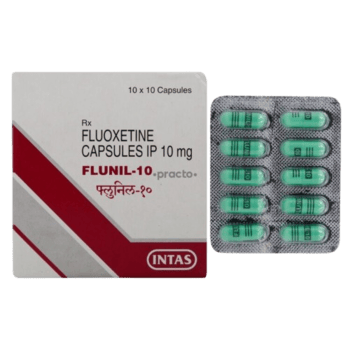 10 x 10 Capsules
Rx
FLUOXETINE
CAPSULES IP 10 mg
FLUNIL-10
•practo•
फ्लुनिल-१०
INTAS